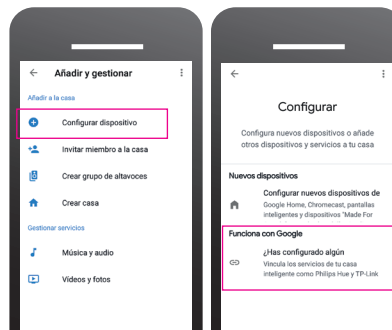 Añadir y gestionar
Añadir a la casa
Configurar dispositivo
Invitar miembro a la casa
Crear grupo de altavoces
Crear casa
Gestionar servicios
Música y audio
Vídeos y fotos
Configurar
Configura nuevos dispositivos o añade
otros dispositivos y servicios a tu casa
Nuevos dispositivos
Configurar nuevos dispositivos de
Google Home, Chromecast, pantallas
inteligentes y dispositivos "Made For
Funciona con Google
¿Has configurado algún
Vincula los servicios de tu casa
inteligente como Philips Hue y TP-Link